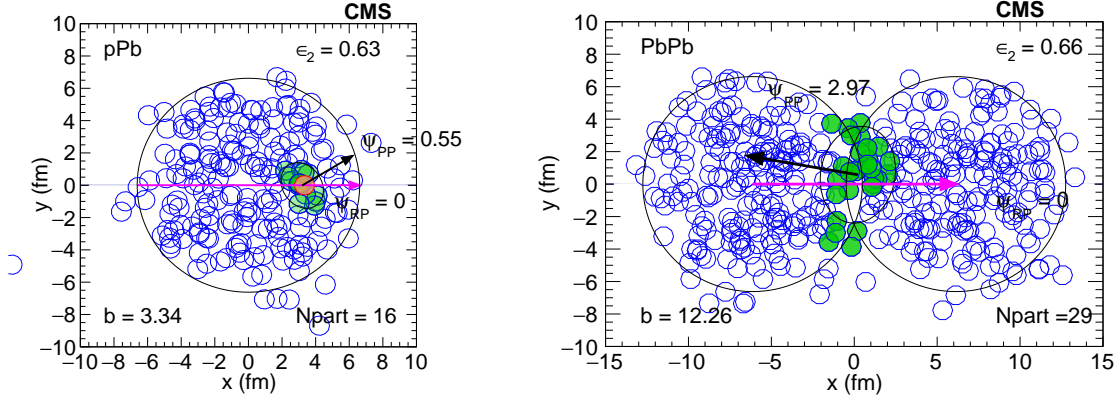 CMS
pPb
ϵ2 = 0.63
ψPP = 0.55
ψRP = 0
b = 3.34
Npart = 16
10
8
6
4
2
0
−2
−4
−6
−8
−10
y (fm)
−10 −8 −6 −4 −2 0 2 4 6 8 10
x (fm)
CMS
PbPb
ϵ2 = 0.66
ψPP = 2.97
ψRP = 0
b = 12.26
Npart =29
10
8
6
4
2
0
−2
−4
−6
−8
−10
y (fm)
−15 −10 −5 0 5 10 15
x (fm)